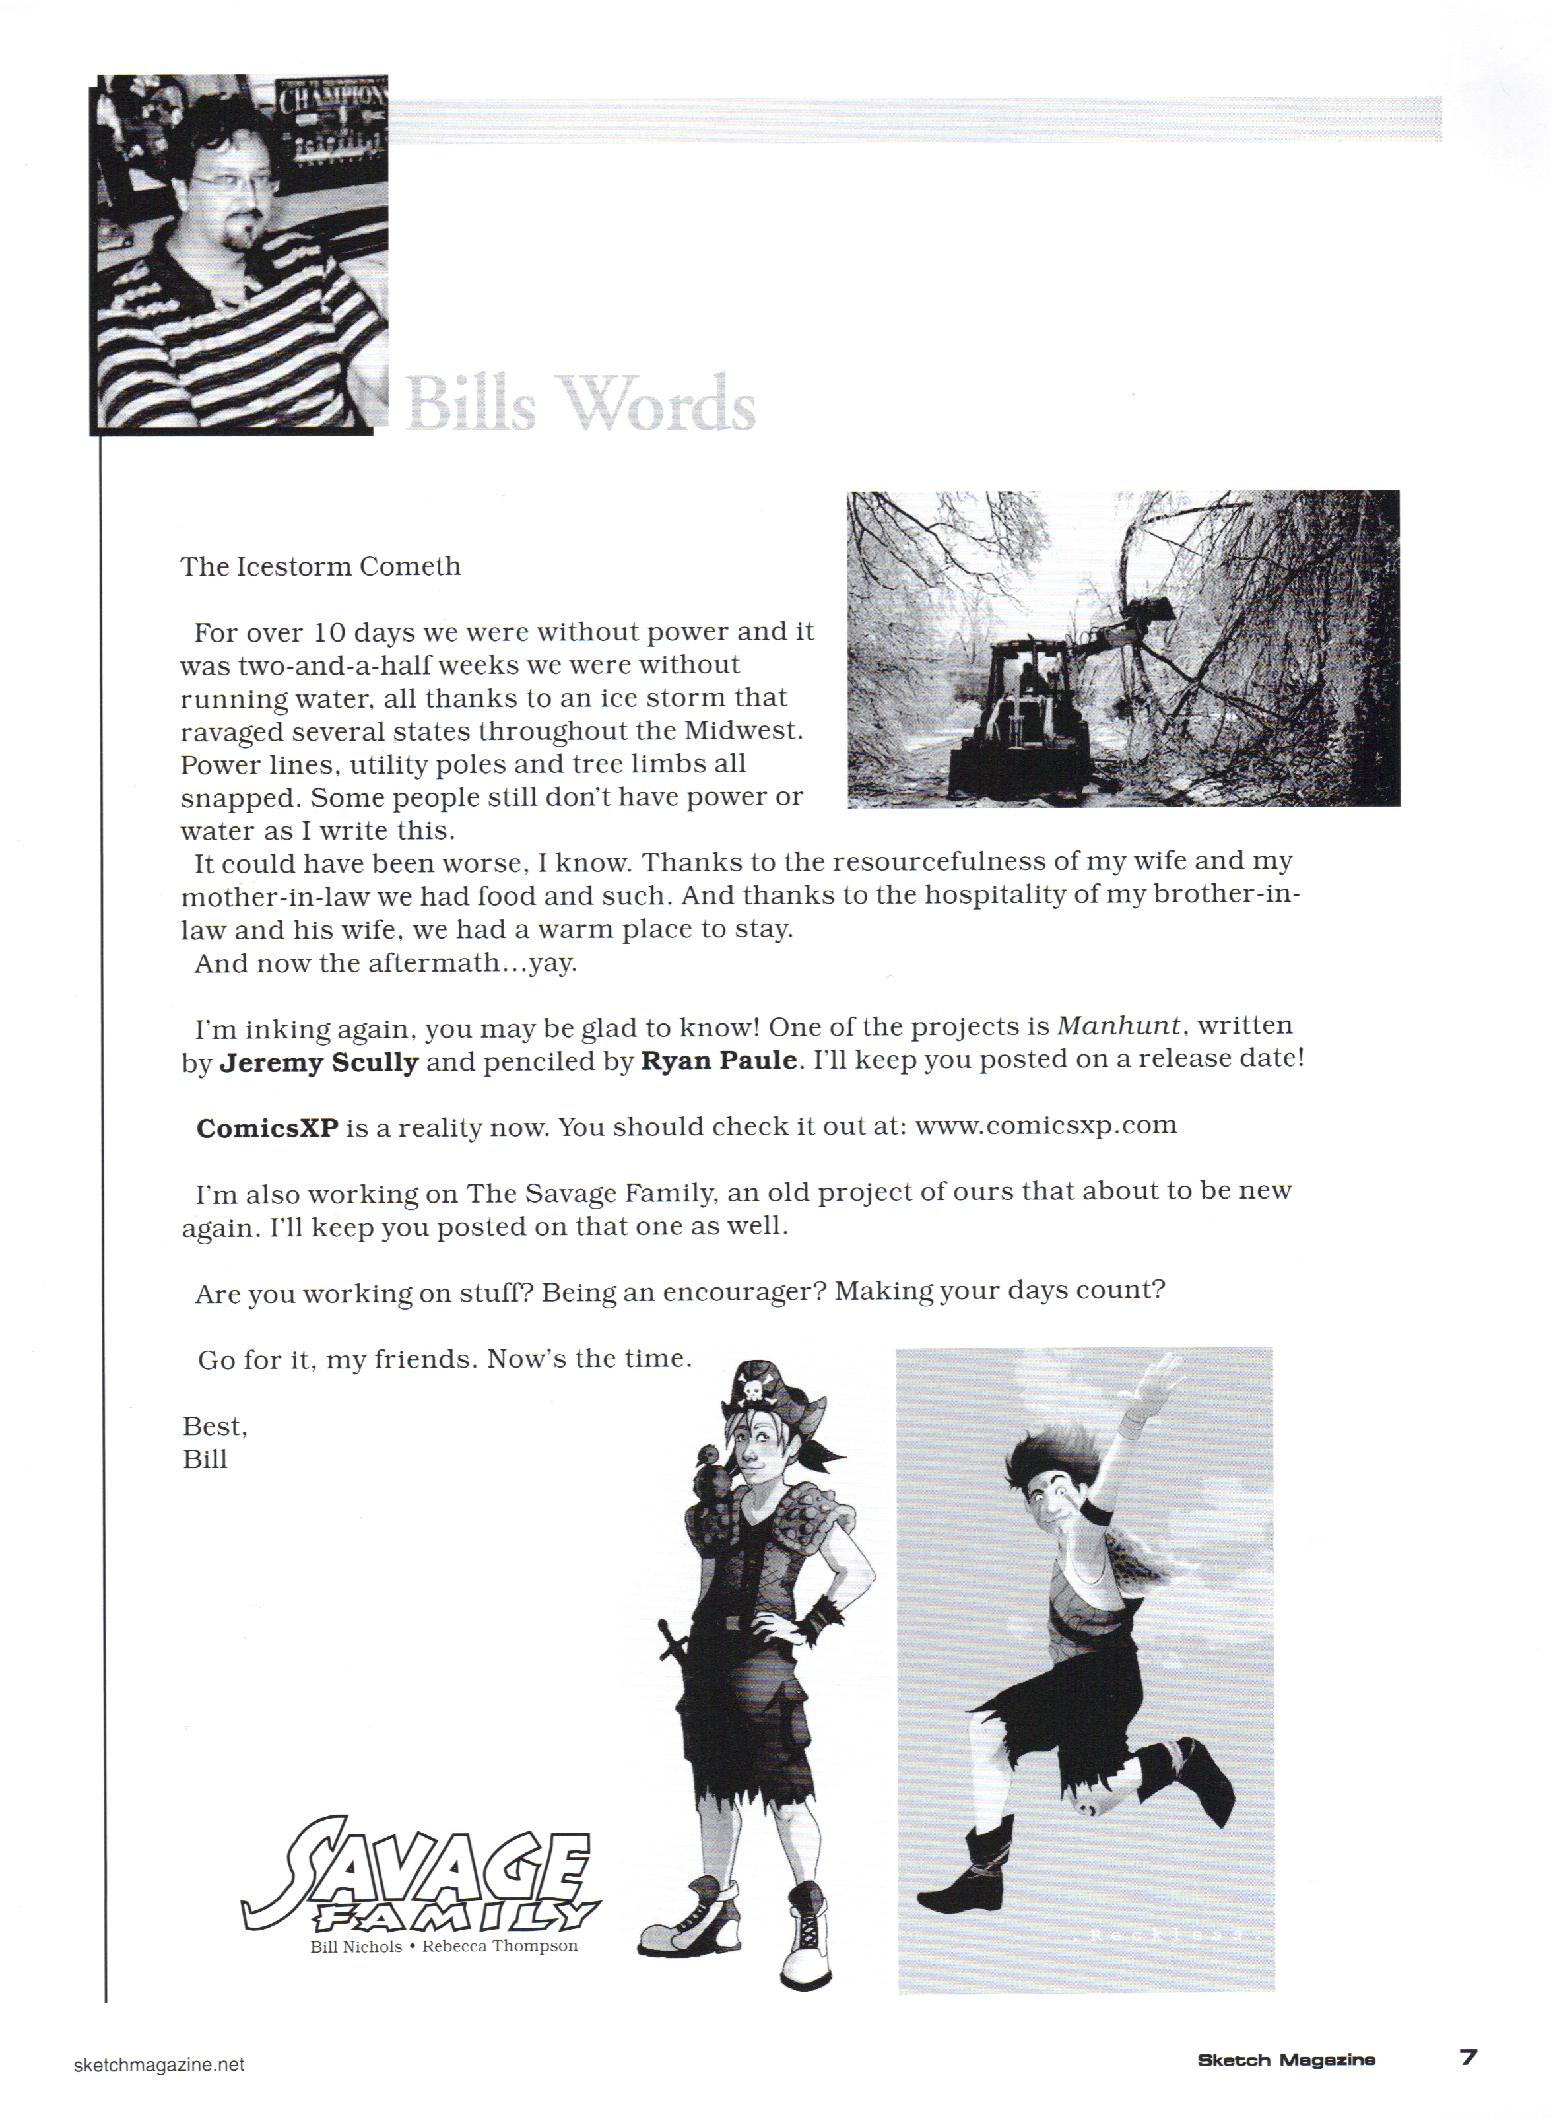 CHAMPIONS
Bills Words
The Icestorm Cometh
For over 10 days we were without power and it
was two-and-a-half weeks we were without
running water, all thanks to an ice storm that
ravaged several states throughout the Midwest.
Power lines, utility poles and tree limbs all
snapped. Some people still don't have power or
water as I write this.
It could have been worse, I know. Thanks to the resourcefulness of my wife and my
mother-in-law we had food and such. And thanks to the hospitality of my brother-in-
law and his wife, we had a warm place to stay.
And now the aftermath...yay.
I'm inking again, you may be glad to know! One of the projects is Manhunt, written
by Jeremy Scully and penciled by Ryan Paule. I'll keep you posted on a release date!
ComicsXP is a reality now. You should check it out at: www.comicsxp.com
I'm also working on The Savage Family, an old project of ours that about to be new
again. I'll keep you posted on that one as well.
Are you working on stuff? Being an encourager? Making your days count?
Go for it, my friends. Now's the time.
Best,
Bill
SAVAGE
FAMILY
Bill Nichols • Rebecca Thompson
.Reckless.
sketchmagazine.net
Sketch Magazine 7